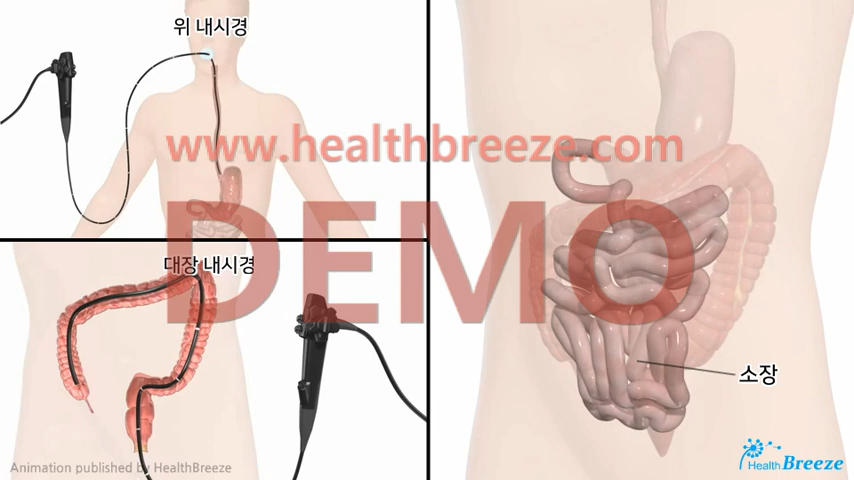 위 내시경
www.healthbreeze.com
DEMO
대장 내시경
소장
Animation published by HealthBreeze
Health Breeze